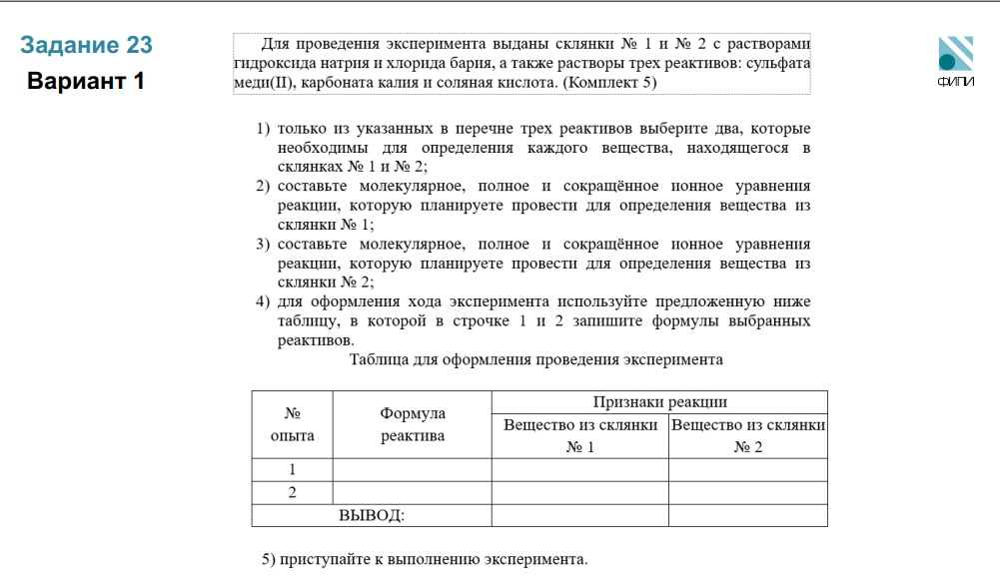 Задание 23
Вариант 1
Для проведения эксперимента выданы склянки № 1 и № 2 с растворами
гидроксида натрия и хлорида бария, а также растворы трех реактивов: сульфата
меди(II), карбоната калия и соляная кислота. (Комплект 5)
ФИПИ
1) только из указанных в перечне трех реактивов выберите два, которые
необходимы для определения каждого вещества, находящегося в
склянках № 1 и № 2;
2) составьте молекулярное, полное и сокращённое ионное уравнения
реакции, которую планируете провести для определения вещества из
склянки № 1;
3) составьте молекулярное, полное и сокращённое ионное уравнения
реакции, которую планируете провести для определения вещества из
склянки № 2;
4) для оформления хода эксперимента используйте предложенную ниже
таблицу, в которой в строчке 1 и 2 запишите формулы выбранных
реактивов.
Таблица для оформления проведения эксперимента
№
опыта
Формула
реактива
Признаки реакции
Вещество из склянки
№ 1
Вещество из склянки
№ 2
1
2
ВЫВОД:
5) приступайте к выполнению эксперимента.